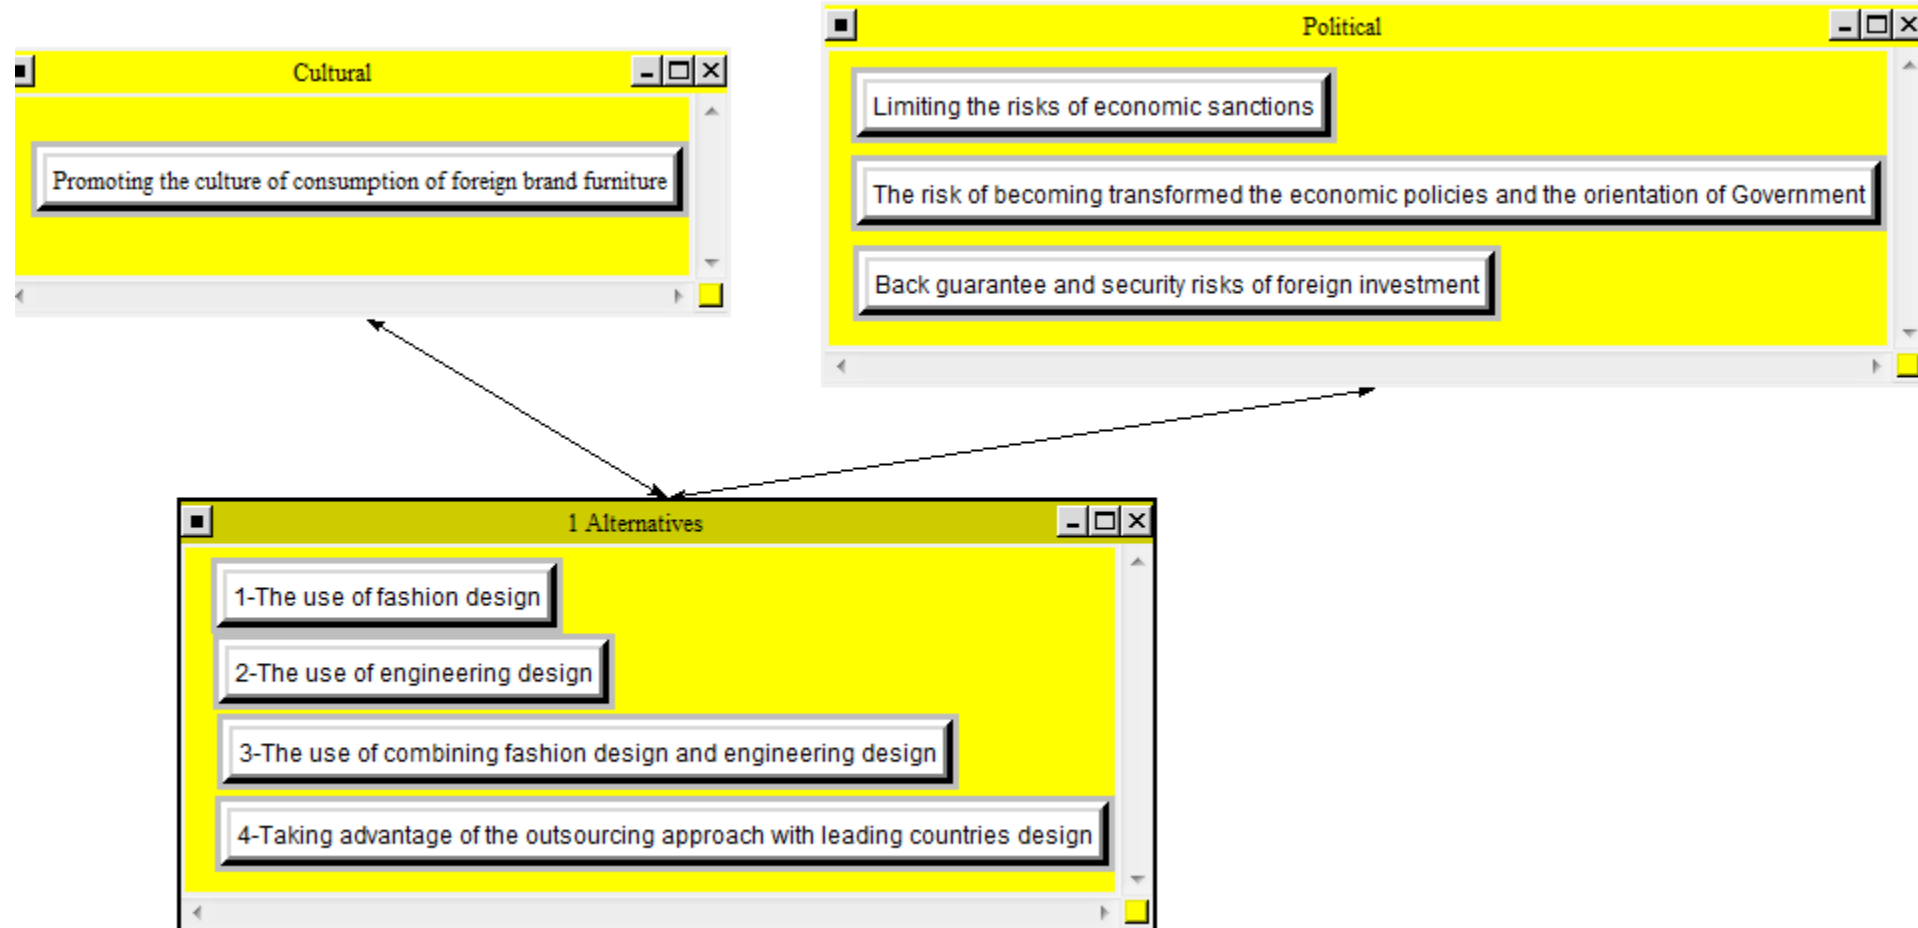 Cultural
Promoting the culture of consumption of foreign brand furniture
Political
Limiting the risks of economic sanctions
The risk of becoming transformed the economic policies and the orientation of Government
Back guarantee and security risks of foreign investment
1 Alternatives
1-The use of fashion design
2-The use of engineering design
3-The use of combining fashion design and engineering design
4-Taking advantage of the outsourcing approach with leading countries design